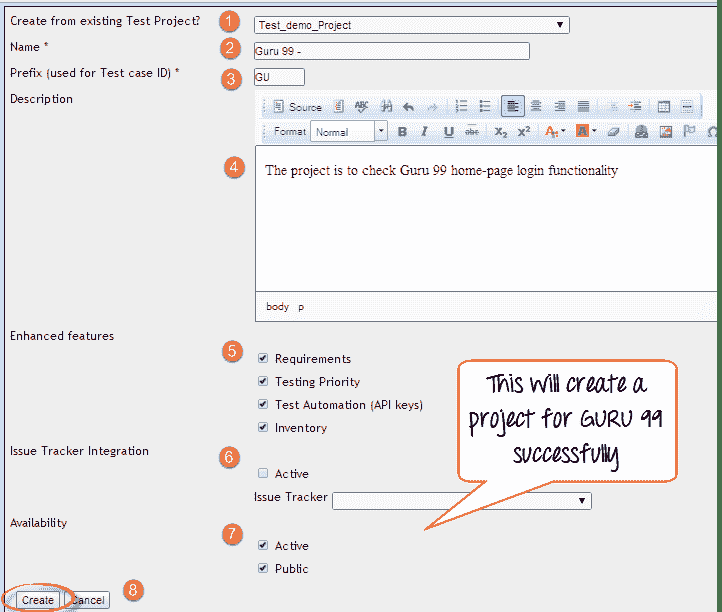 Create from existing Test Project? 1 Test_demo_Project
Name * 2 Guru 99 -
Prefix (used for Test case ID) * 3 GU
Description
Source ABC
Format Normal B I U abc X₂ X² A A Ω
4 The project is to check Guru 99 home-page login functionality
body p
Enhanced features
5
Requirements
Testing Priority
Test Automation (API keys)
Inventory
This will create a
project for GURU 99
successfully
Issue Tracker Integration
6
Active
Issue Tracker
Availability
7
Active
Public
Create Cancel 8